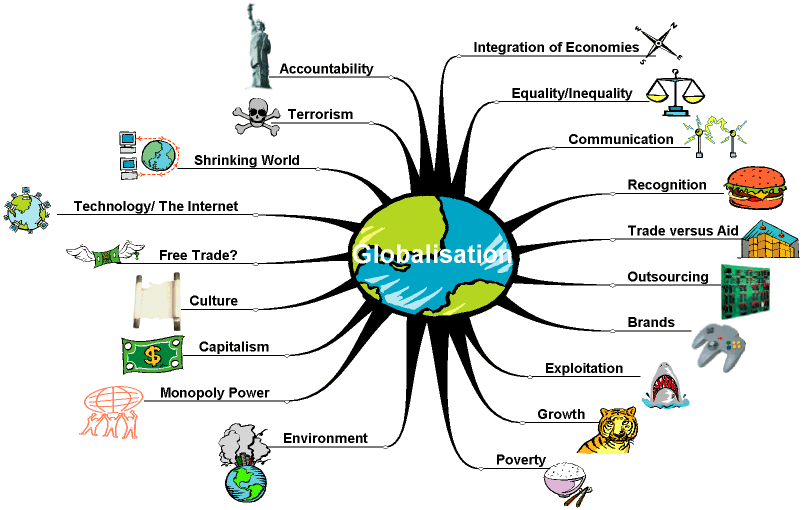 Integration of Economies
N
W
E
S
Accountability
Equality/Inequality
Terrorism
Communication
Shrinking World
Recognition
Technology/ The Internet
Trade versus Aid
Free Trade?
Globalisation
Outsourcing
Culture
Brands
Capitalism
$
Exploitation
Monopoly Power
Growth
Environment
Poverty